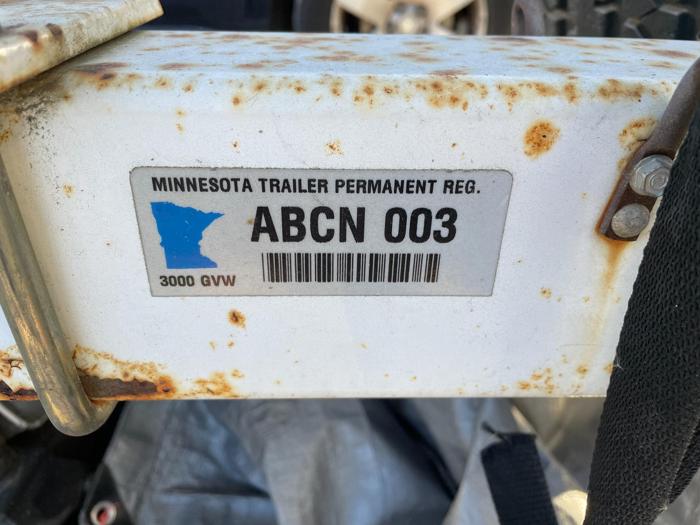 MINNESOTA TRAILER PERMANENT REG.
ABCN 003
3000 GVW